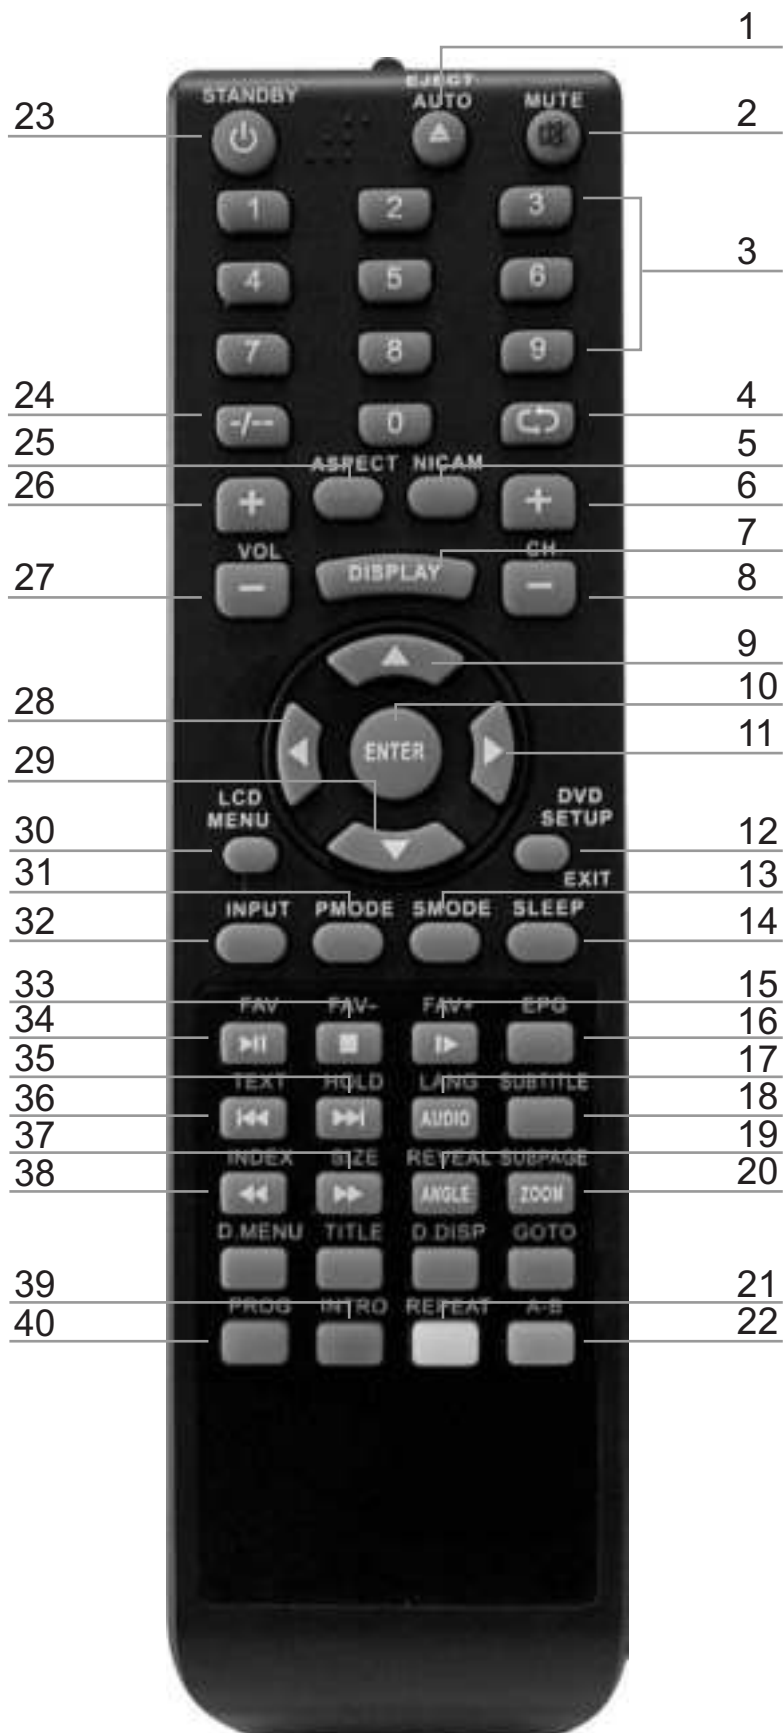 1
EJECT
STANDBY AUTO MUTE
23 2
1 2 3
3
4 5 6
7 8 9
24 -/-- 0 4
25 ASPECT NICAM 5
26 + + 6
VOL CH 7
DISPLAY
27 - - 8
9
28 10
ENTER 11
29
LCD MENU DVD SETUP
30 12
31 EXIT 13
INPUT PMODE SMODE SLEEP
32 14
33 FAV FAV- FAV+ EPG 15
34 16
35 TEXT HOLD LANG SUBTITLE 17
36 AUDIO 18
37 INDEX SIZE REVEAL SUBPAGE 19
38 ANGLE ZOOM 20
D.MENU TITLE D.DISP GOTO
39 PROG INTRO REPEAT A-B 21
40 22